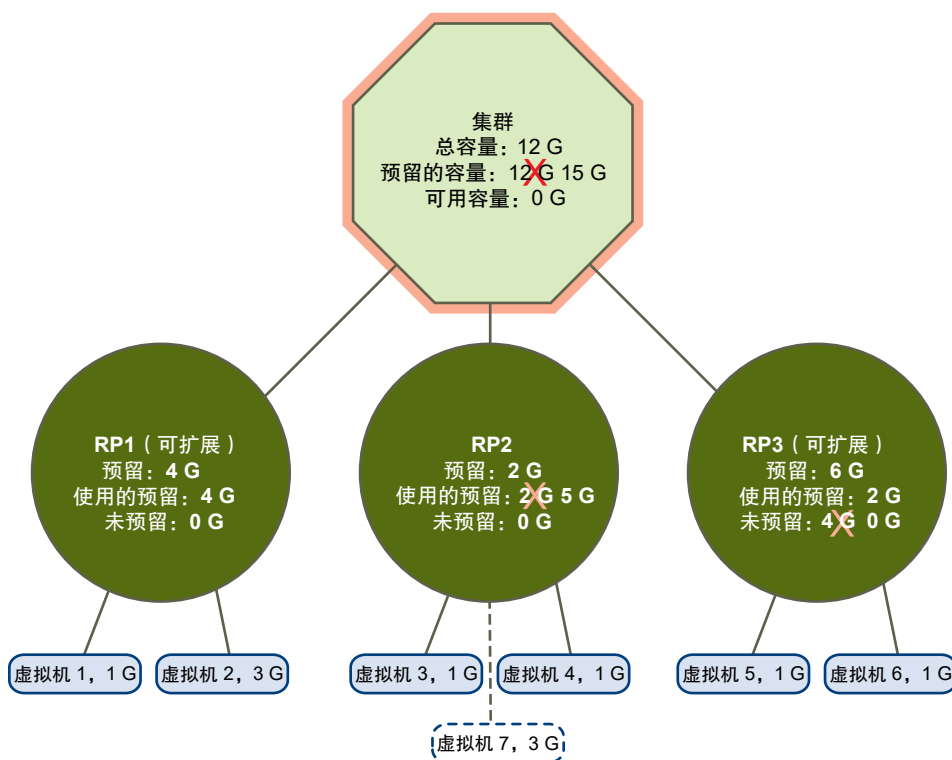 集群
总容量：12 G
预留的容量：12 G 15 G
可用容量：0 G
RP1（可扩展）
预留：4 G
使用的预留：4 G
未预留：0 G
RP2
预留：2 G
使用的预留：2 G 5 G
未预留：0 G
RP3（可扩展）
预留：6 G
使用的预留：2 G
未预留：4 G 0 G
虚拟机 1，1 G
虚拟机 2，3 G
虚拟机 3，1 G
虚拟机 4，1 G
虚拟机 5，1 G
虚拟机 6，1 G
虚拟机 7，3 G